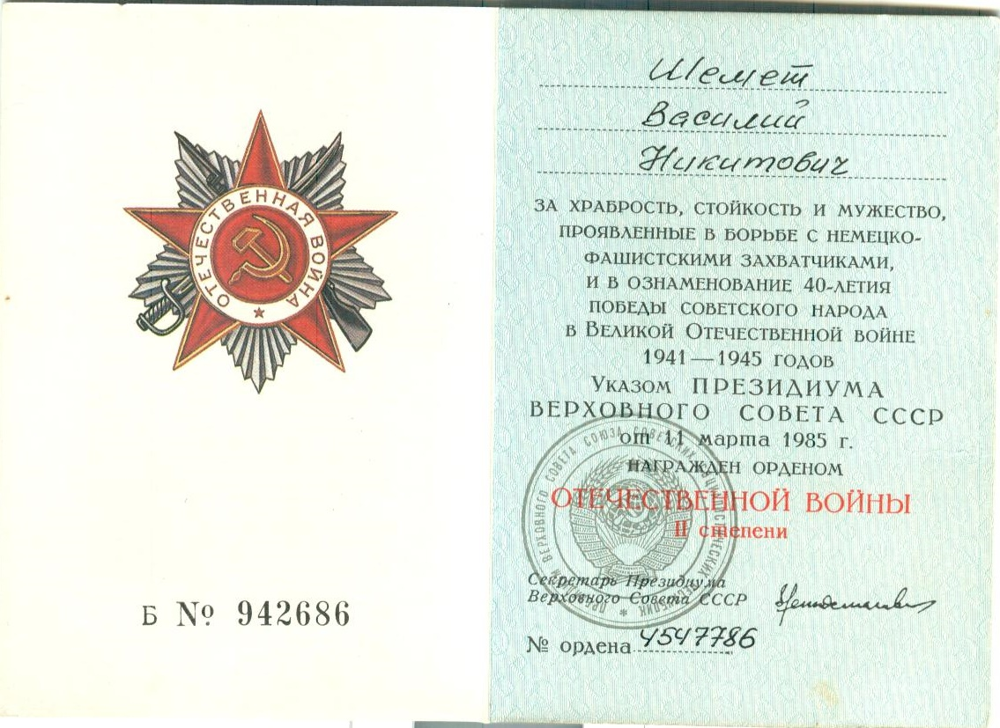 ОТЕЧЕСТВЕННАЯ ВОЙНА
Б № 942686
Шемет
Василий
Никитович
ЗА ХРАБРОСТЬ, СТОЙКОСТЬ И МУЖЕСТВО,
ПРОЯВЛЕННЫЕ В БОРЬБЕ С НЕМЕЦКО-
ФАШИСТСКИМИ ЗАХВАТЧИКАМИ,
И В ОЗНАМЕНОВАНИЕ 40-ЛЕТИЯ
ПОБЕДЫ СОВЕТСКОГО НАРОДА
В ВЕЛИКОЙ ОТЕЧЕСТВЕННОЙ ВОЙНЕ
1941—1945 ГОДОВ
УКАЗОМ ПРЕЗИДИУМА
ВЕРХОВНОГО СОВЕТА СССР
от 11 марта 1985 г.
НАГРАЖДЕН ОРДЕНОМ
ОТЕЧЕСТВЕННОЙ ВОЙНЫ
II степени
ПРЕЗИДИУМ ВЕРХОВНОГО СОВЕТА СОЮЗА СОВЕТСКИХ СОЦИАЛИСТИЧЕСКИХ РЕСПУБЛИК
Секретарь Президиума
Верховного Совета СССР
№ ордена 4547786